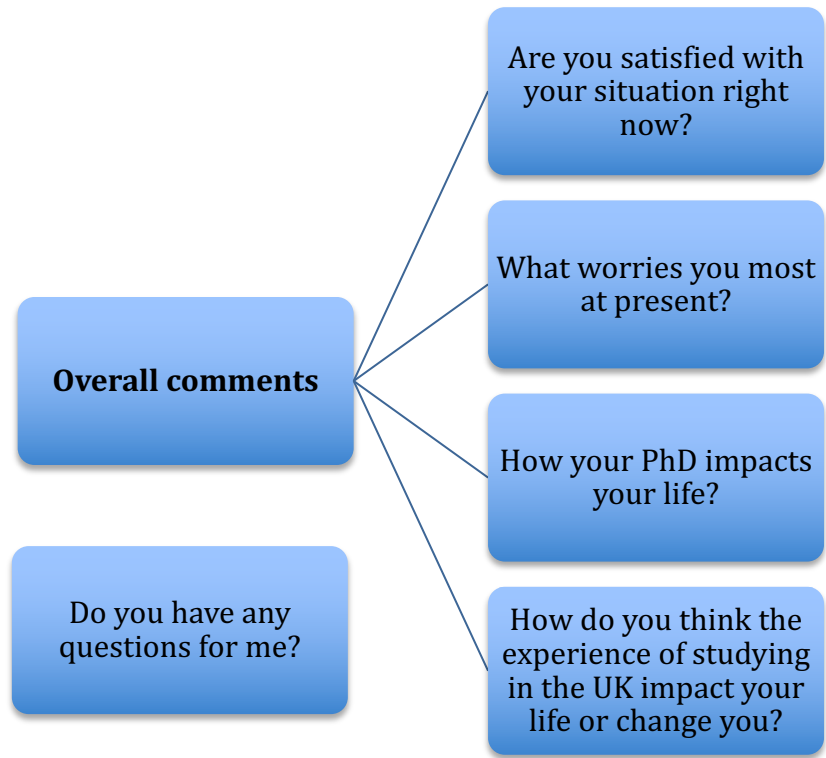 Overall comments
Are you satisfied with
your situation right
now?
What worries you most
at present?
How your PhD impacts
your life?
How do you think the
experience of studying
in the UK impact your
life or change you?
Do you have any
questions for me?